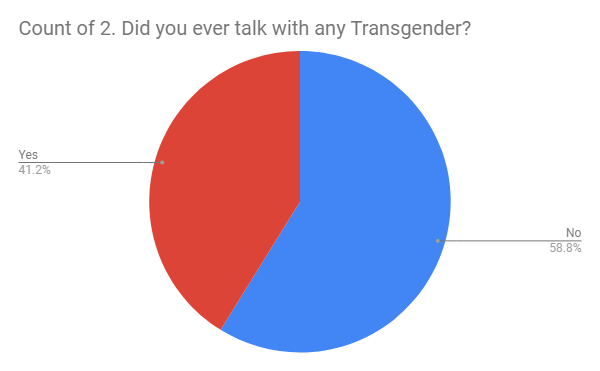 Count of 2. Did you ever talk with any Transgender?
Yes
41.2%
No
58.8%